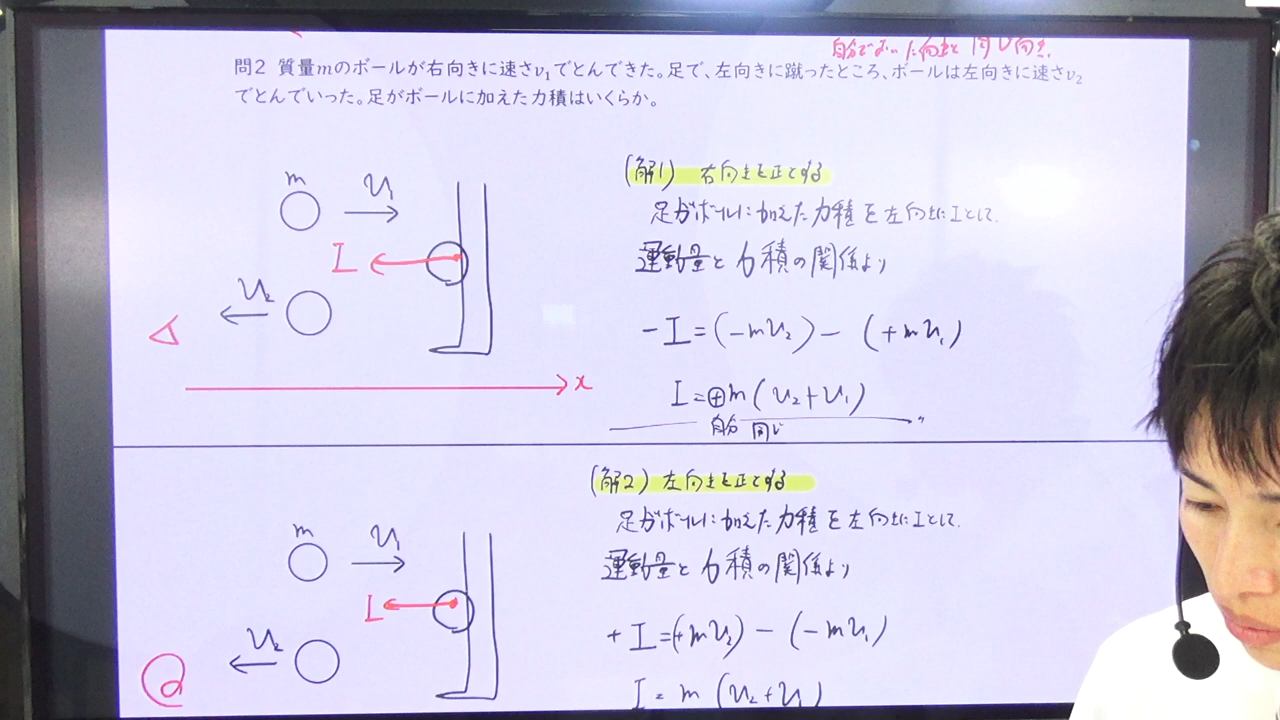 自分でおいた向きと同じ向き.
問2 質量mのボールが右向きに速さv₁でとんできた。足で、左向きに蹴ったところ、ボールは左向きに速さv₂
でとんでいった。足がボールに加えた力積はいくらか。
(解1) 右向きを正とする
m v₁
足がボールに加えた力積を左向きにIとして.
I
運動量と力積の関係より
v₂
-I=(-mv₂)-(+mv₁)
x
I=⊕m(v₂+v₁)
自分 同じ
(解2) 左向きを正とする
足がボールに加えた力積を左向きにIとして.
m v₁
運動量と力積の関係より
I
v₂
+I=(+mv₂)-(-mv₁)
I=m(v₂+v₁)